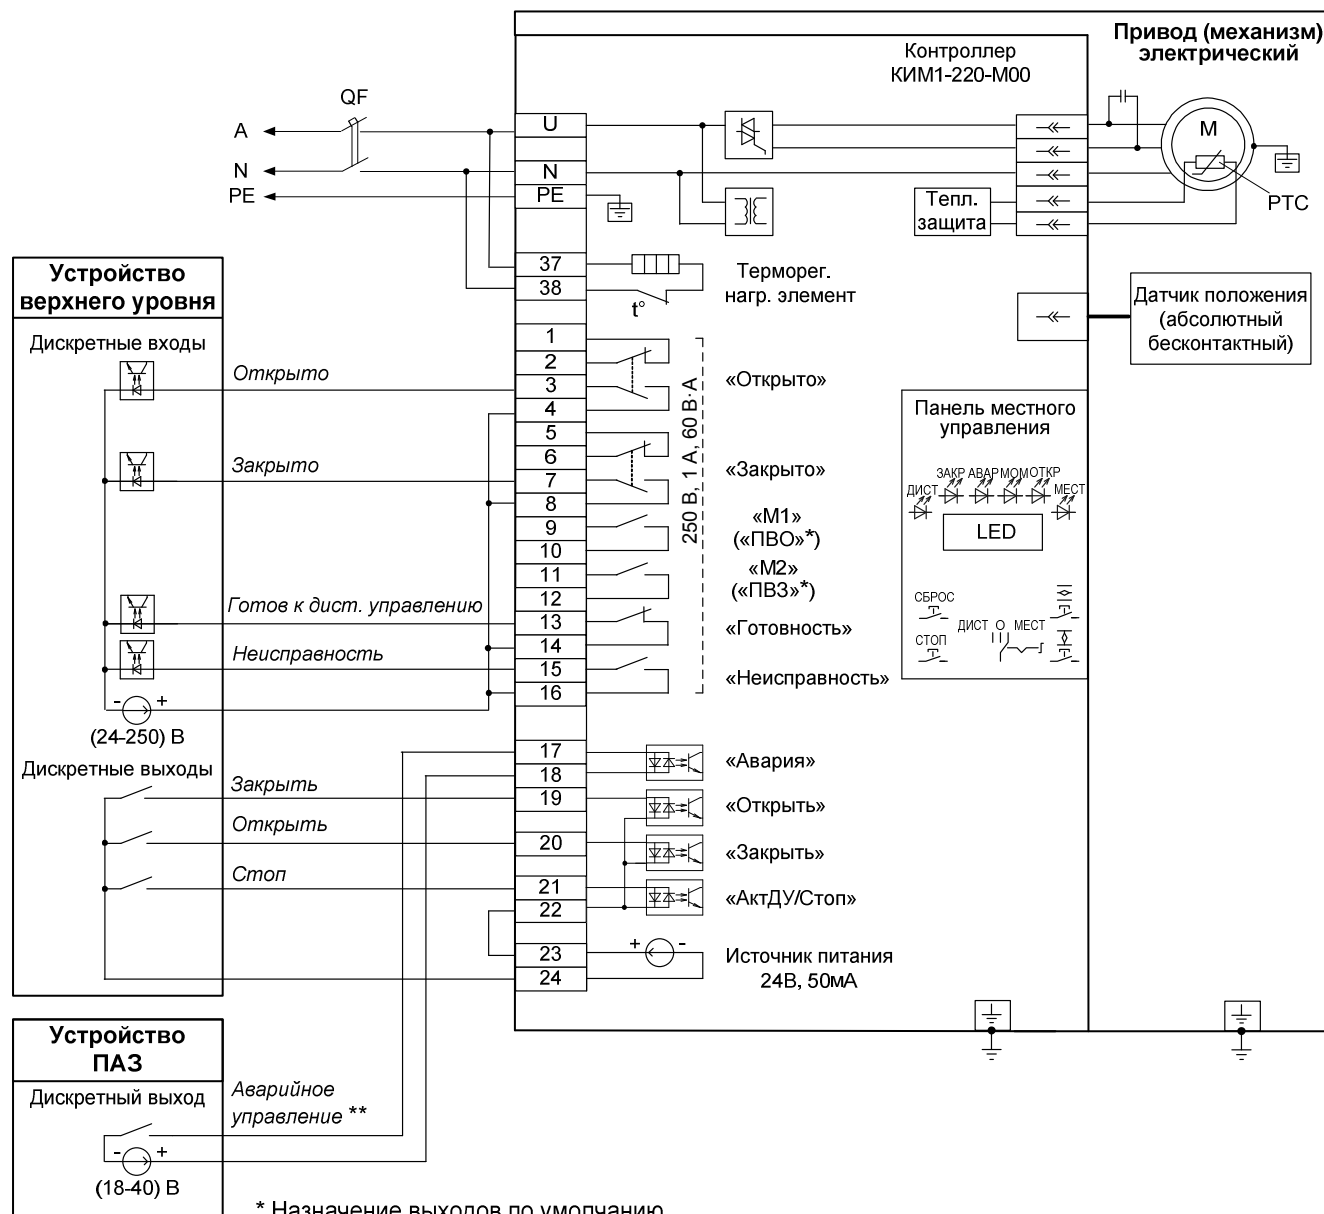 Привод (механизм)
электрический
Контроллер
КИМ1-220-М00
QF
A
N
PE
U
N
PE
M
Тепл.
защита
РТС
37
38
t°
Терморег.
нагр. элемент
Датчик положения
(абсолютный
бесконтактный)
Устройство
верхнего уровня
Дискретные входы
Открыто
Закрыто
Готов к дист. управлению
Неисправность
- +
(24-250) В
Дискретные выходы
Закрыть
Открыть
Стоп
1
2
3
4
5
6
7
8
9
10
11
12
13
14
15
16
17
18
19
20
21
22
23
24
250 В, 1 А, 60 В·А
«Открыто»
«Закрыто»
«М1»
(«ПВО»*)
«М2»
(«ПВЗ»*)
«Готовность»
«Неисправность»
«Авария»
«Открыть»
«Закрыть»
«АктДУ/Стоп»
+ -
Источник питания
24В, 50мА
Панель местного
управления
ДИСТ ЗАКР АВАР МОМ ОТКР МЕСТ
LED
СБРОС
СТОП
ДИСТ О МЕСТ
Устройство
ПАЗ
Дискретный выход
Аварийное
управление **
- +
(18-40) В
* Назначение выходов по умолчанию